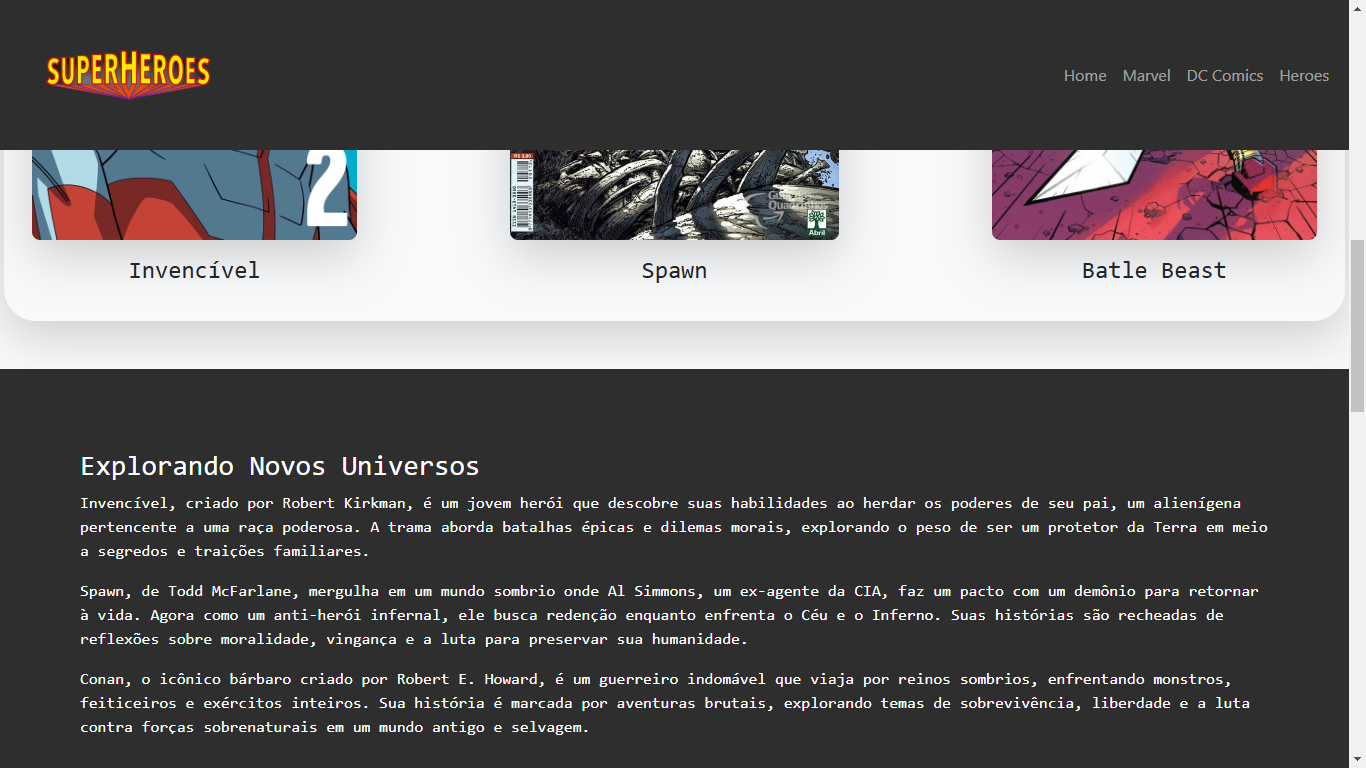 SUPERHEROES
Home Marvel DC Comics Heroes
2
R$ 3,50
Quadrinhos
Abril
Invencível
Spawn
Batle Beast
Explorando Novos Universos
Invencível, criado por Robert Kirkman, é um jovem herói que descobre suas habilidades ao herdar os poderes de seu pai, um alienígena
pertencente a uma raça poderosa. A trama aborda batalhas épicas e dilemas morais, explorando o peso de ser um protetor da Terra em meio
a segredos e traições familiares.
Spawn, de Todd McFarlane, mergulha em um mundo sombrio onde Al Simmons, um ex-agente da CIA, faz um pacto com um demônio para retornar
à vida. Agora como um anti-herói infernal, ele busca redenção enquanto enfrenta o Céu e o Inferno. Suas histórias são recheadas de
reflexões sobre moralidade, vingança e a luta para preservar sua humanidade.
Conan, o icônico bárbaro criado por Robert E. Howard, é um guerreiro indomável que viaja por reinos sombrios, enfrentando monstros,
feiticeiros e exércitos inteiros. Sua história é marcada por aventuras brutais, explorando temas de sobrevivência, liberdade e a luta
contra forças sobrenaturais em um mundo antigo e selvagem.